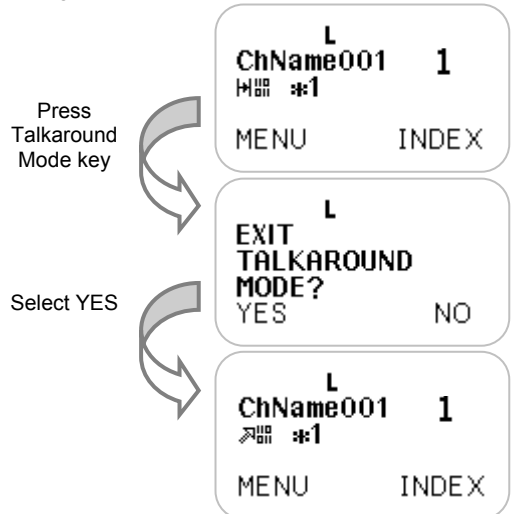 L
ChName001 1
*1
MENU INDEX
Press
Talkaround
Mode key
L
EXIT
TALKAROUND
MODE?
YES NO
Select YES
L
ChName001 1
*1
MENU INDEX